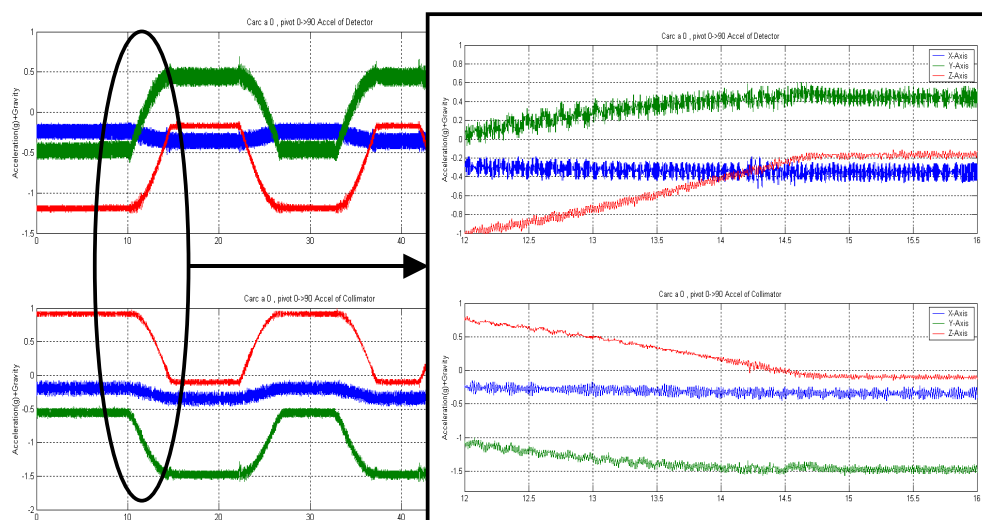 Carc a 0 , pivot 0->90 Accel of Detector
Acceleration(g)+Gravity
1
0.5
0
-0.5
-1
-1.5
0 10 20 30 40
Carc a 0 , pivot 0->90 Accel of Collimator
Acceleration(g)+Gravity
1
0.5
0
-0.5
-1
-1.5
-2
0 10 20 30 40
Carc a 0 , pivot 0->90 Accel of Detector
Acceleration(g)+Gravity
1
0.8
0.6
0.4
0.2
0
-0.2
-0.4
-0.6
-0.8
-1
12 12.5 13 13.5 14 14.5 15 15.5 16
X-Axis
Y-Axis
Z-Axis
Carc a 0 , pivot 0->90 Accel of Collimator
Acceleration(g)+Gravity
1
0.5
0
-0.5
-1
-1.5
12 12.5 13 13.5 14 14.5 15 15.5 16
X-Axis
Y-Axis
Z-Axis